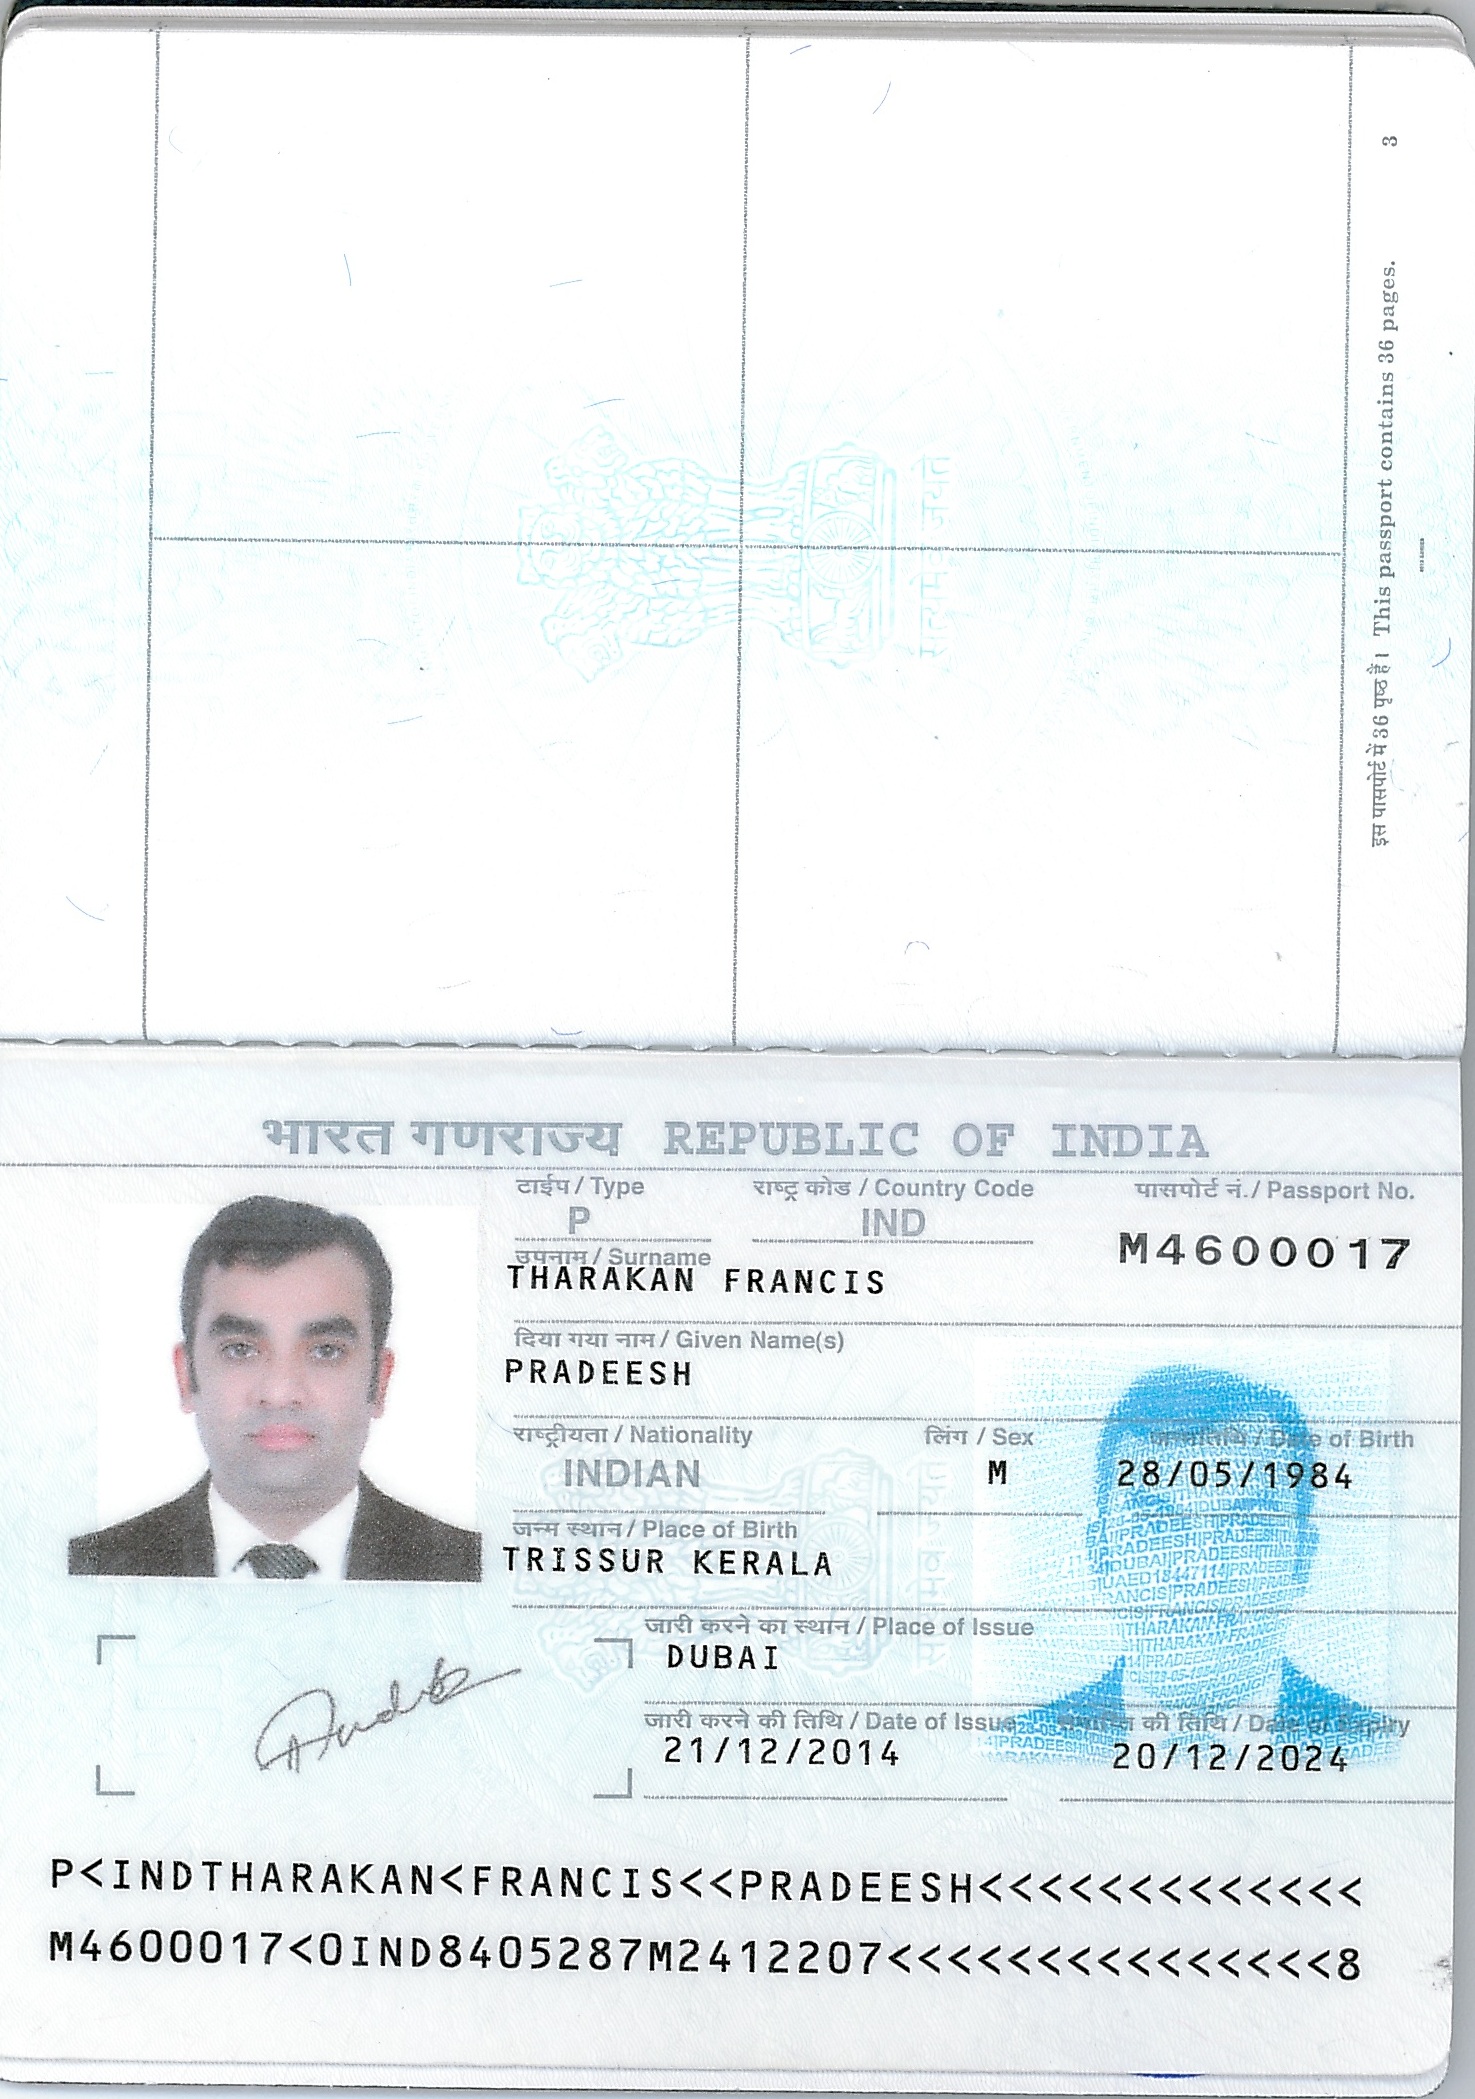 इस पासपोर्ट में 36 पृष्ठ हैं। This passport contains 36 pages. 3
भारत गणराज्य REPUBLIC OF INDIA
टाईप / Type राष्ट्र कोड / Country Code पासपोर्ट नं. / Passport No.
P IND M4600017
उपनाम / Surname
THARAKAN FRANCIS
दिया गया नाम / Given Name(s)
PRADEESH
राष्ट्रीयता / Nationality लिंग / Sex जन्मतिथि / Date of Birth
INDIAN M 28/05/1984
जन्म स्थान / Place of Birth
TRISSUR KERALA
जारी करने का स्थान / Place of Issue
DUBAI
जारी करने की तिथि / Date of Issue समाप्ति की तिथि / Date of Expiry
21/12/2014 20/12/2024
P<INDTHARAKAN<FRANCIS<<PRADEESH<<<<<<<<<<<<<
M4600017<0IND8405287M2412207<<<<<<<<<<<<<<<8